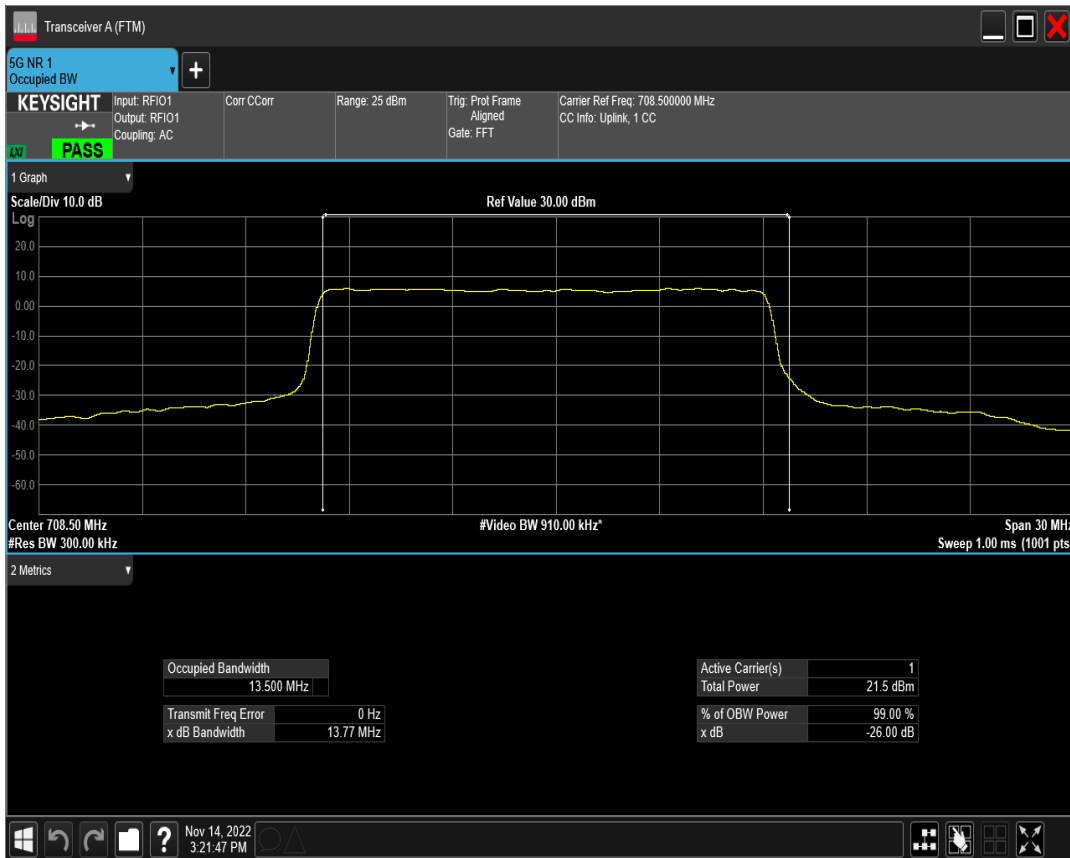 Transceiver A (FTM)
5G NR 1
Occupied BW
+
KEYSIGHT
LXI
PASS
Input: RFIO1
Output: RFIO1
Coupling: AC
Corr CCorr
Range: 25 dBm
Trig: Prot Frame
Aligned
Gate: FFT
Carrier Ref Freq: 708.500000 MHz
CC Info: Uplink, 1 CC
1 Graph
Scale/Div 10.0 dB
Ref Value 30.00 dBm
Log
20.0
10.0
0.00
-10.0
-20.0
-30.0
-40.0
-50.0
-60.0
Center 708.50 MHz
#Video BW 910.00 kHz*
Span 30 MHz
#Res BW 300.00 kHz
Sweep 1.00 ms (1001 pts
2 Metrics
Occupied Bandwidth
13.500 MHz
Transmit Freq Error 0 Hz
x dB Bandwidth 13.77 MHz
Active Carrier(s) 1
Total Power 21.5 dBm
% of OBW Power 99.00 %
x dB -26.00 dB
?
Nov 14, 2022
3:21:47 PM